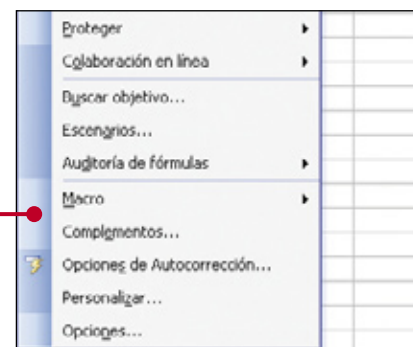 Proteger
Colaboración en línea
Buscar objetivo...
Escenarios...
Auditoría de fórmulas
Macro
Complementos...
Opciones de Autocorrección...
Personalizar...
Opciones...